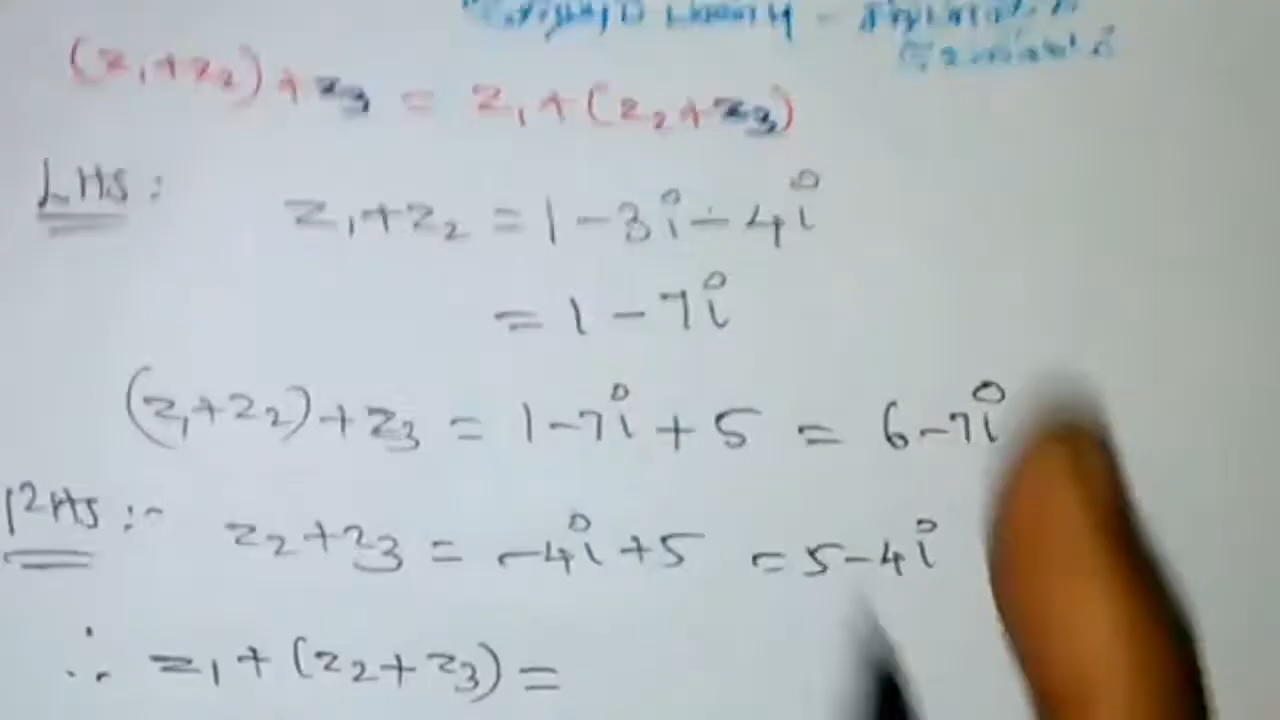 (z₁+z₂)+z₃ = z₁+(z₂+z₃)
LHS:
z₁+z₂ = 1-3i-4i
= 1-7i
(z₁+z₂)+z₃ = 1-7i+5 = 6-7i
RHS:-
z₂+z₃ = -4i+5 = 5-4i
∴ z₁+(z₂+z₃) =